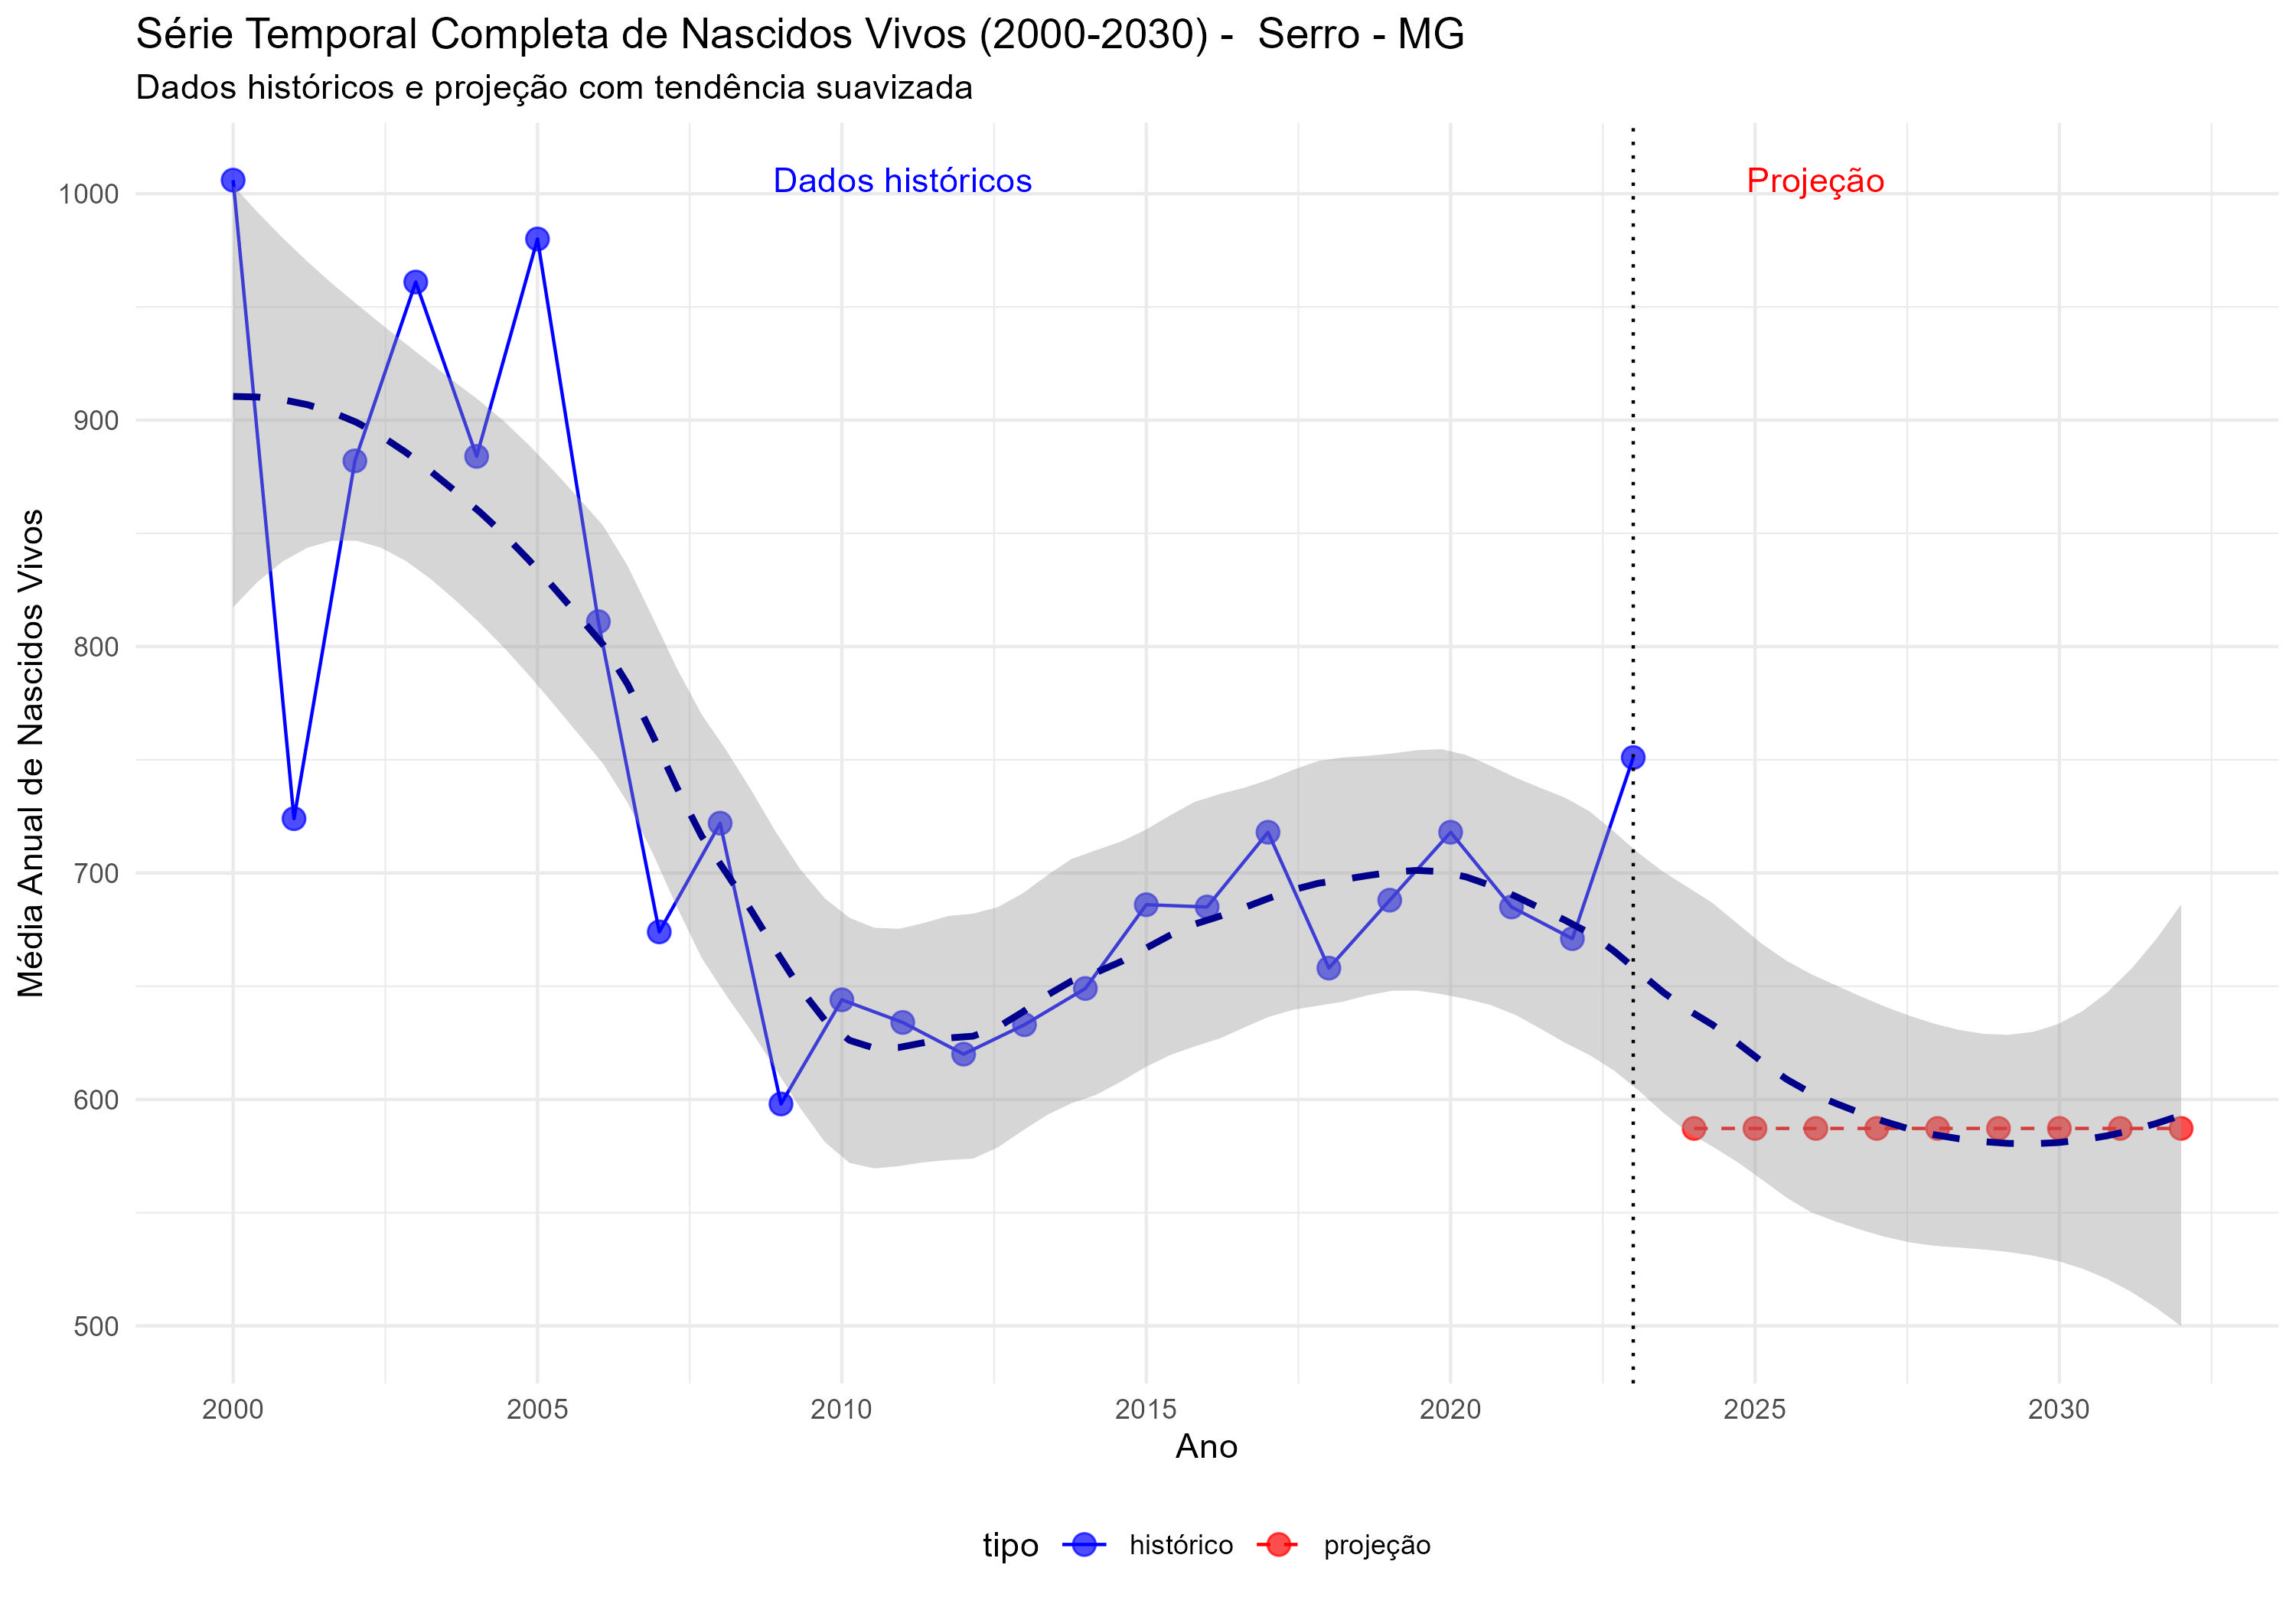 Série Temporal Completa de Nascidos Vivos (2000-2030) -  Serro - MG
Dados históricos e projeção com tendência suavizada
Dados históricos
Projeção
Média Anual de Nascidos Vivos
1000
900
800
700
600
500
2000
2005
2010
2015
2020
2025
2030
Ano
tipo
histórico
projeção